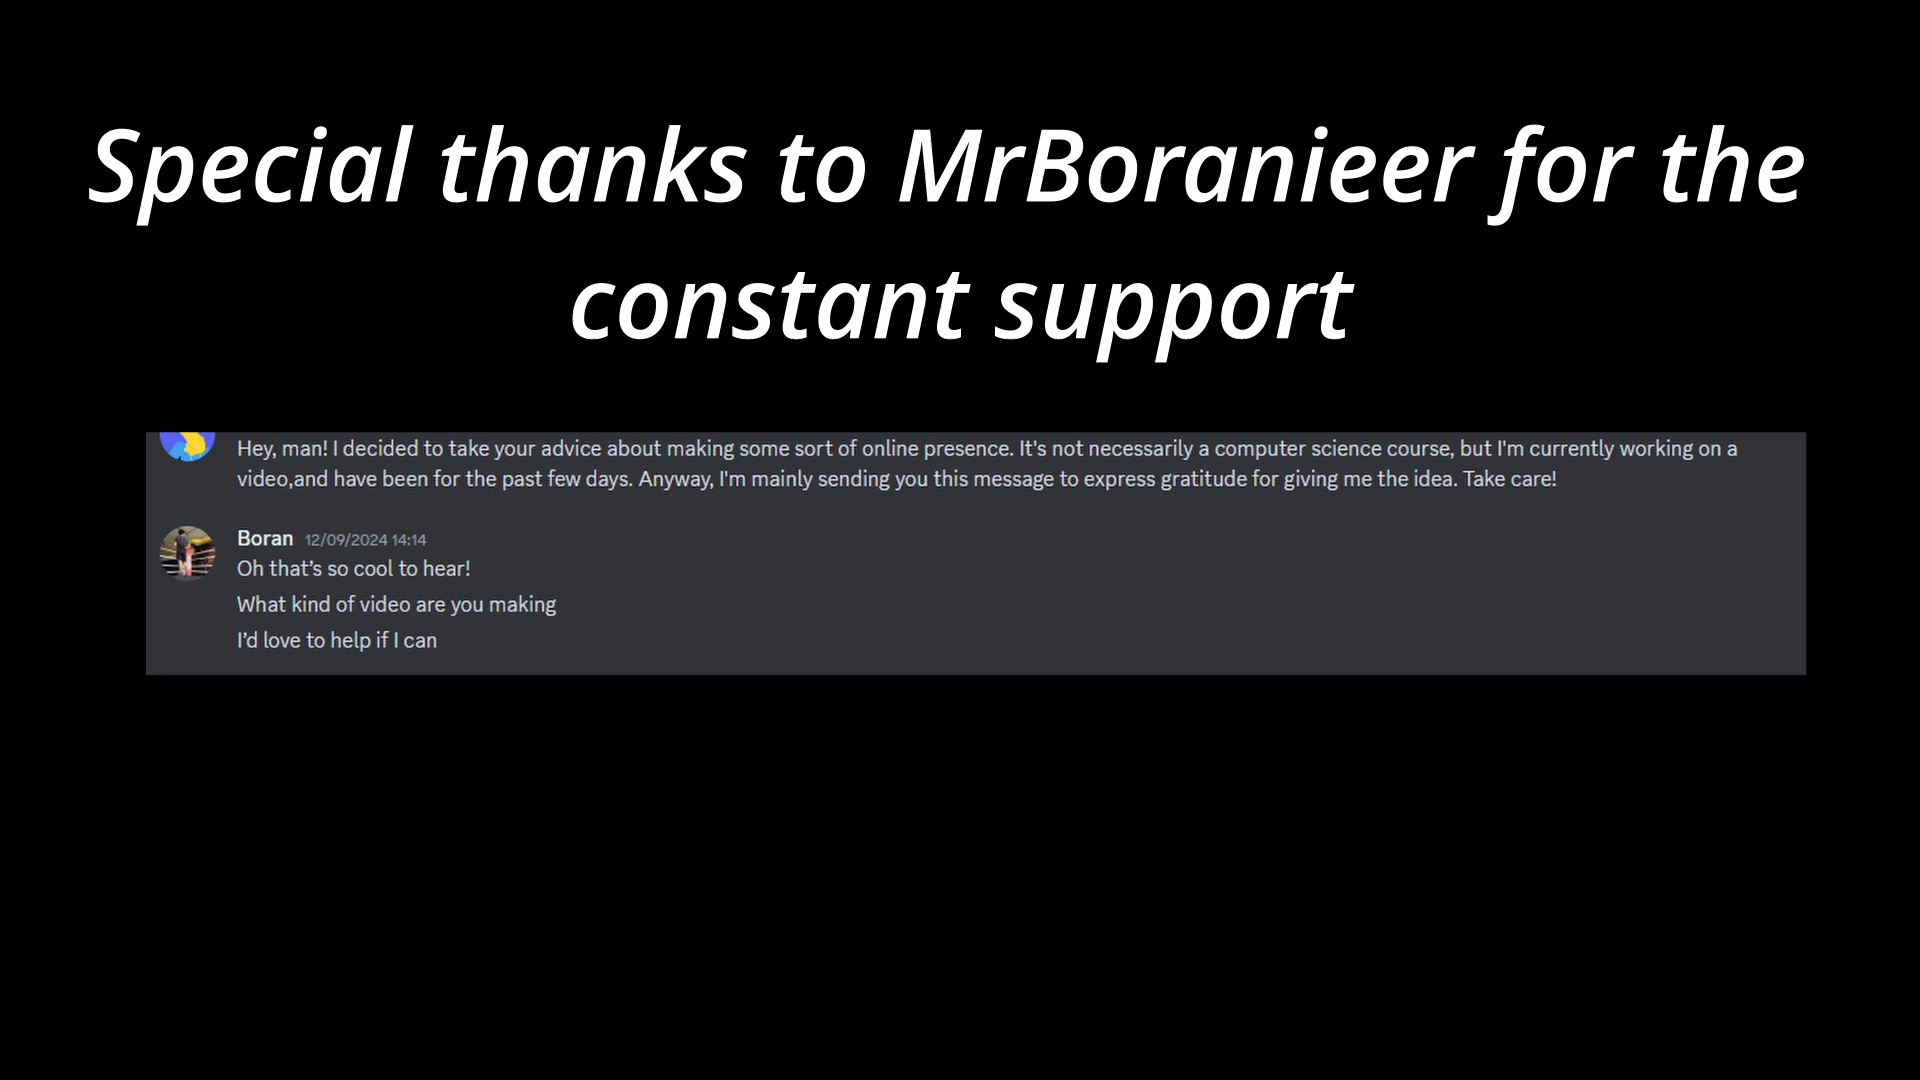 Special thanks to MrBoranieer for the
constant support
Hey, man! I decided to take your advice about making some sort of online presence. It's not necessarily a computer science course, but I'm currently working on a
video,and have been for the past few days. Anyway, I'm mainly sending you this message to express gratitude for giving me the idea. Take care!
Boran 12/09/2024 14:14
Oh that’s so cool to hear!
What kind of video are you making
I’d love to help if I can